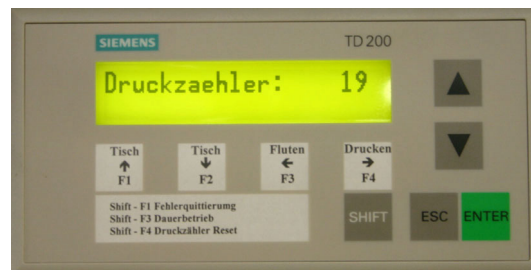 SIEMENS TD 200
Druckzaehler: 19
Tisch Tisch Fluten Drucken
↑ ↓ ← →
F1 F2 F3 F4
Shift - F1 Fehlerquittierumg
Shift - F3 Dauerbetrieb
Shift - F4 Druckzähler Reset
SHIFT ESC ENTER